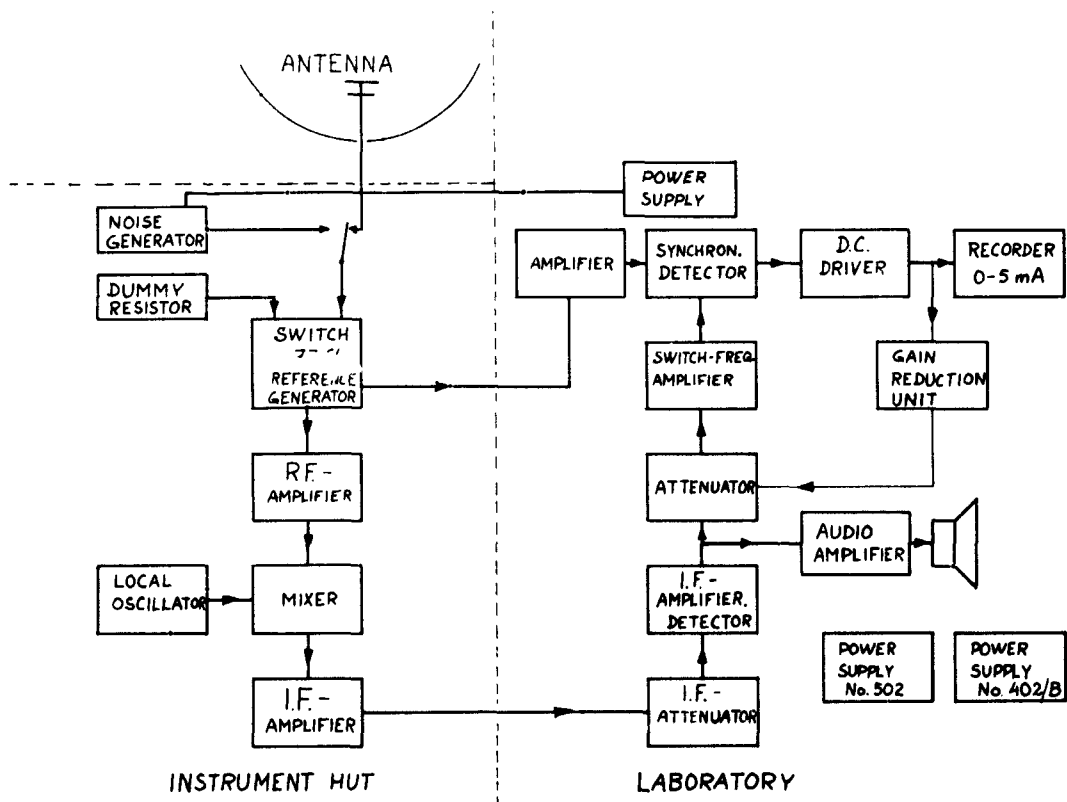 ANTENNA
POWER
SUPPLY
NOISE
GENERATOR
DUMMY
RESISTOR
SWITCH
REFERENCE
GENERATOR
AMPLIFIER
SYNCHRON.
DETECTOR
D.C.
DRIVER
RECORDER
0-5 mA
SWITCH-FREQ.
AMPLIFIER
GAIN
REDUCTION
UNIT
R.F.-
AMPLIFIER
ATTENUATOR
AUDIO
AMPLIFIER
LOCAL
OSCILLATOR
MIXER
I.F.-
AMPLIFIER.
DETECTOR
I.F.-
AMPLIFIER
I.F.-
ATTENUATOR
POWER
SUPPLY
No. 502
POWER
SUPPLY
No. 402/B
INSTRUMENT HUT
LABORATORY